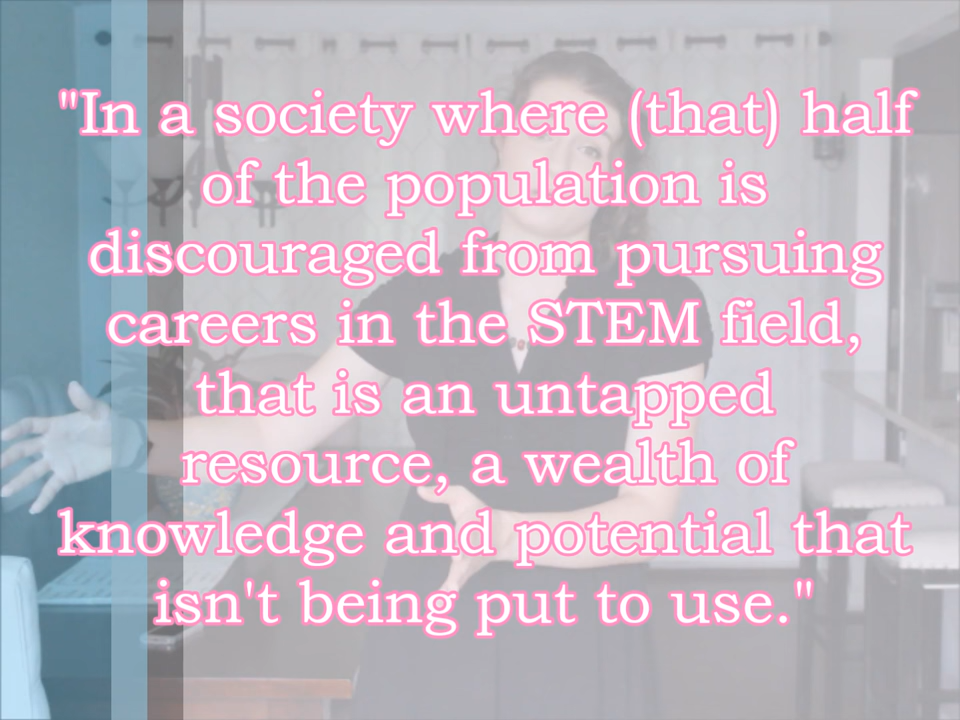 "In a society where (that) half
of the population is
discouraged from pursuing
careers in the STEM field,
that is an untapped
resource, a wealth of
knowledge and potential that
isn't being put to use."